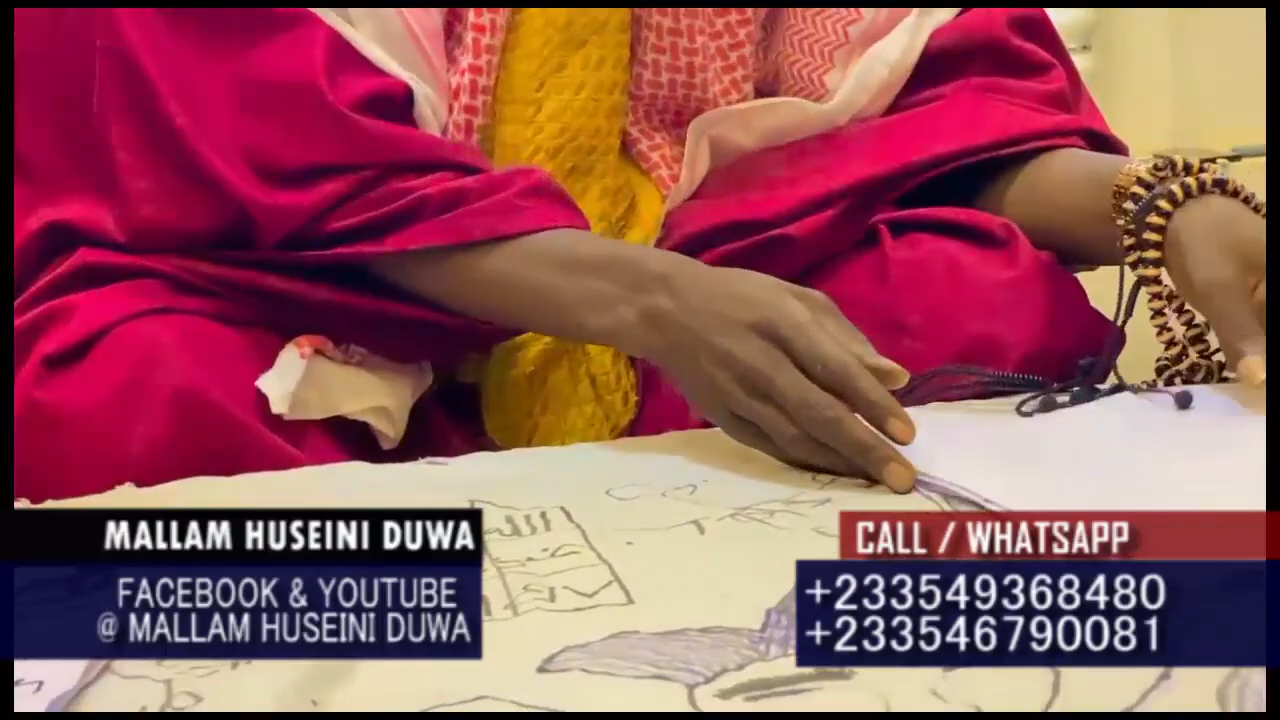 MALLAM HUSEINI DUWA
FACEBOOK & YOUTUBE
@ MALLAM HUSEINI DUWA
CALL / WHATSAPP
+233549368480
+233546790081